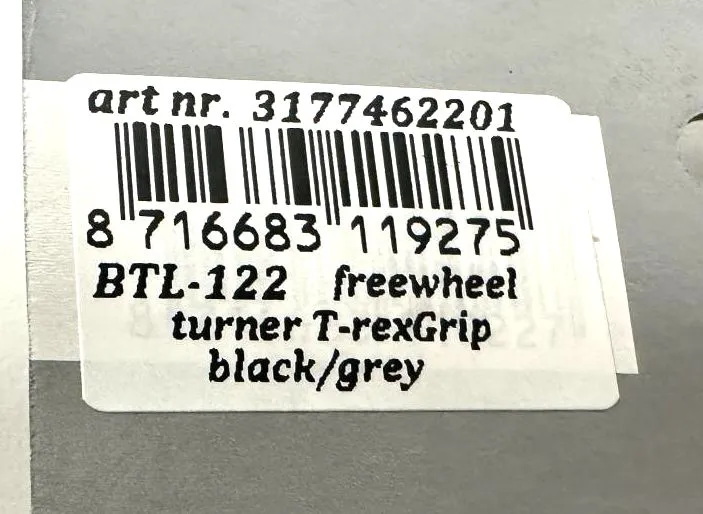 art nr. 3177462201
8 716683 119275
BTL-122 freewheel
turner T-rexGrip
black/grey